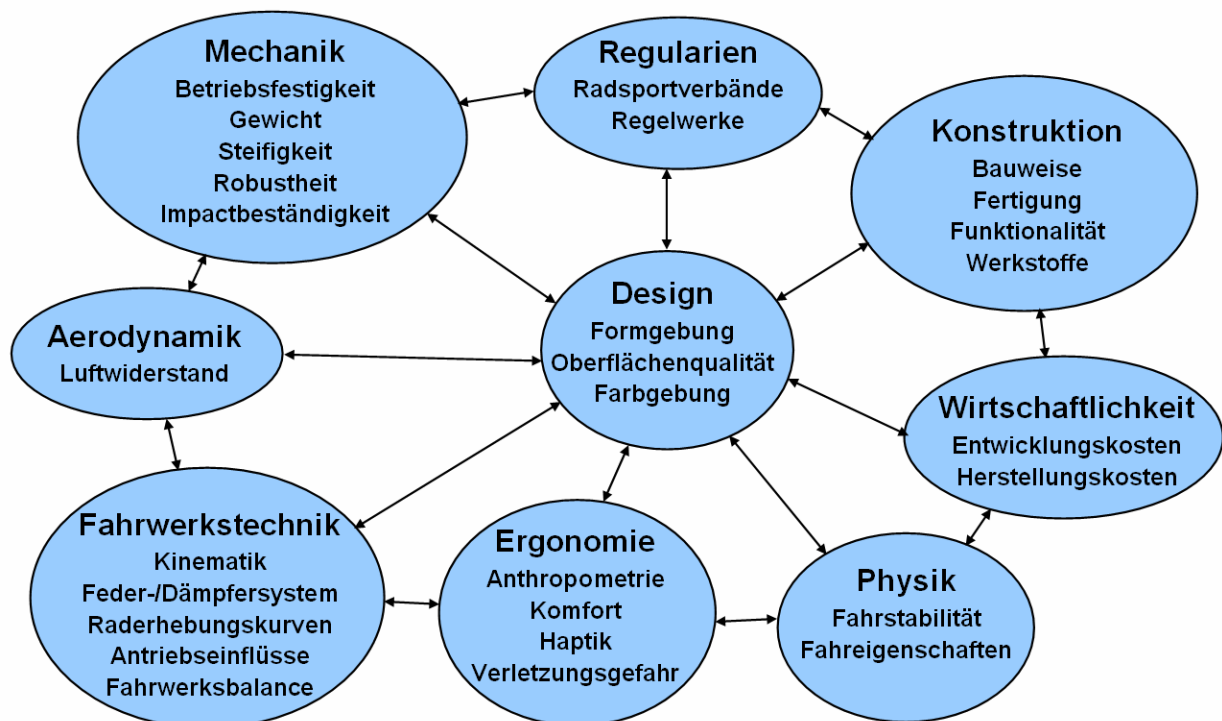 Mechanik
Betriebsfestigkeit
Gewicht
Steifigkeit
Robustheit
Impactbeständigkeit
Regularien
Radsportverbände
Regelwerke
Konstruktion
Bauweise
Fertigung
Funktionalität
Werkstoffe
Design
Formgebung
Oberflächenqualität
Farbgebung
Aerodynamik
Luftwiderstand
Wirtschaftlichkeit
Entwicklungskosten
Herstellungskosten
Fahrwerkstechnik
Kinematik
Feder-/Dämpfersystem
Raderhebungskurven
Antriebseinflüsse
Fahrwerksbalance
Ergonomie
Anthropometrie
Komfort
Haptik
Verletzungsgefahr
Physik
Fahrstabilität
Fahreigenschaften